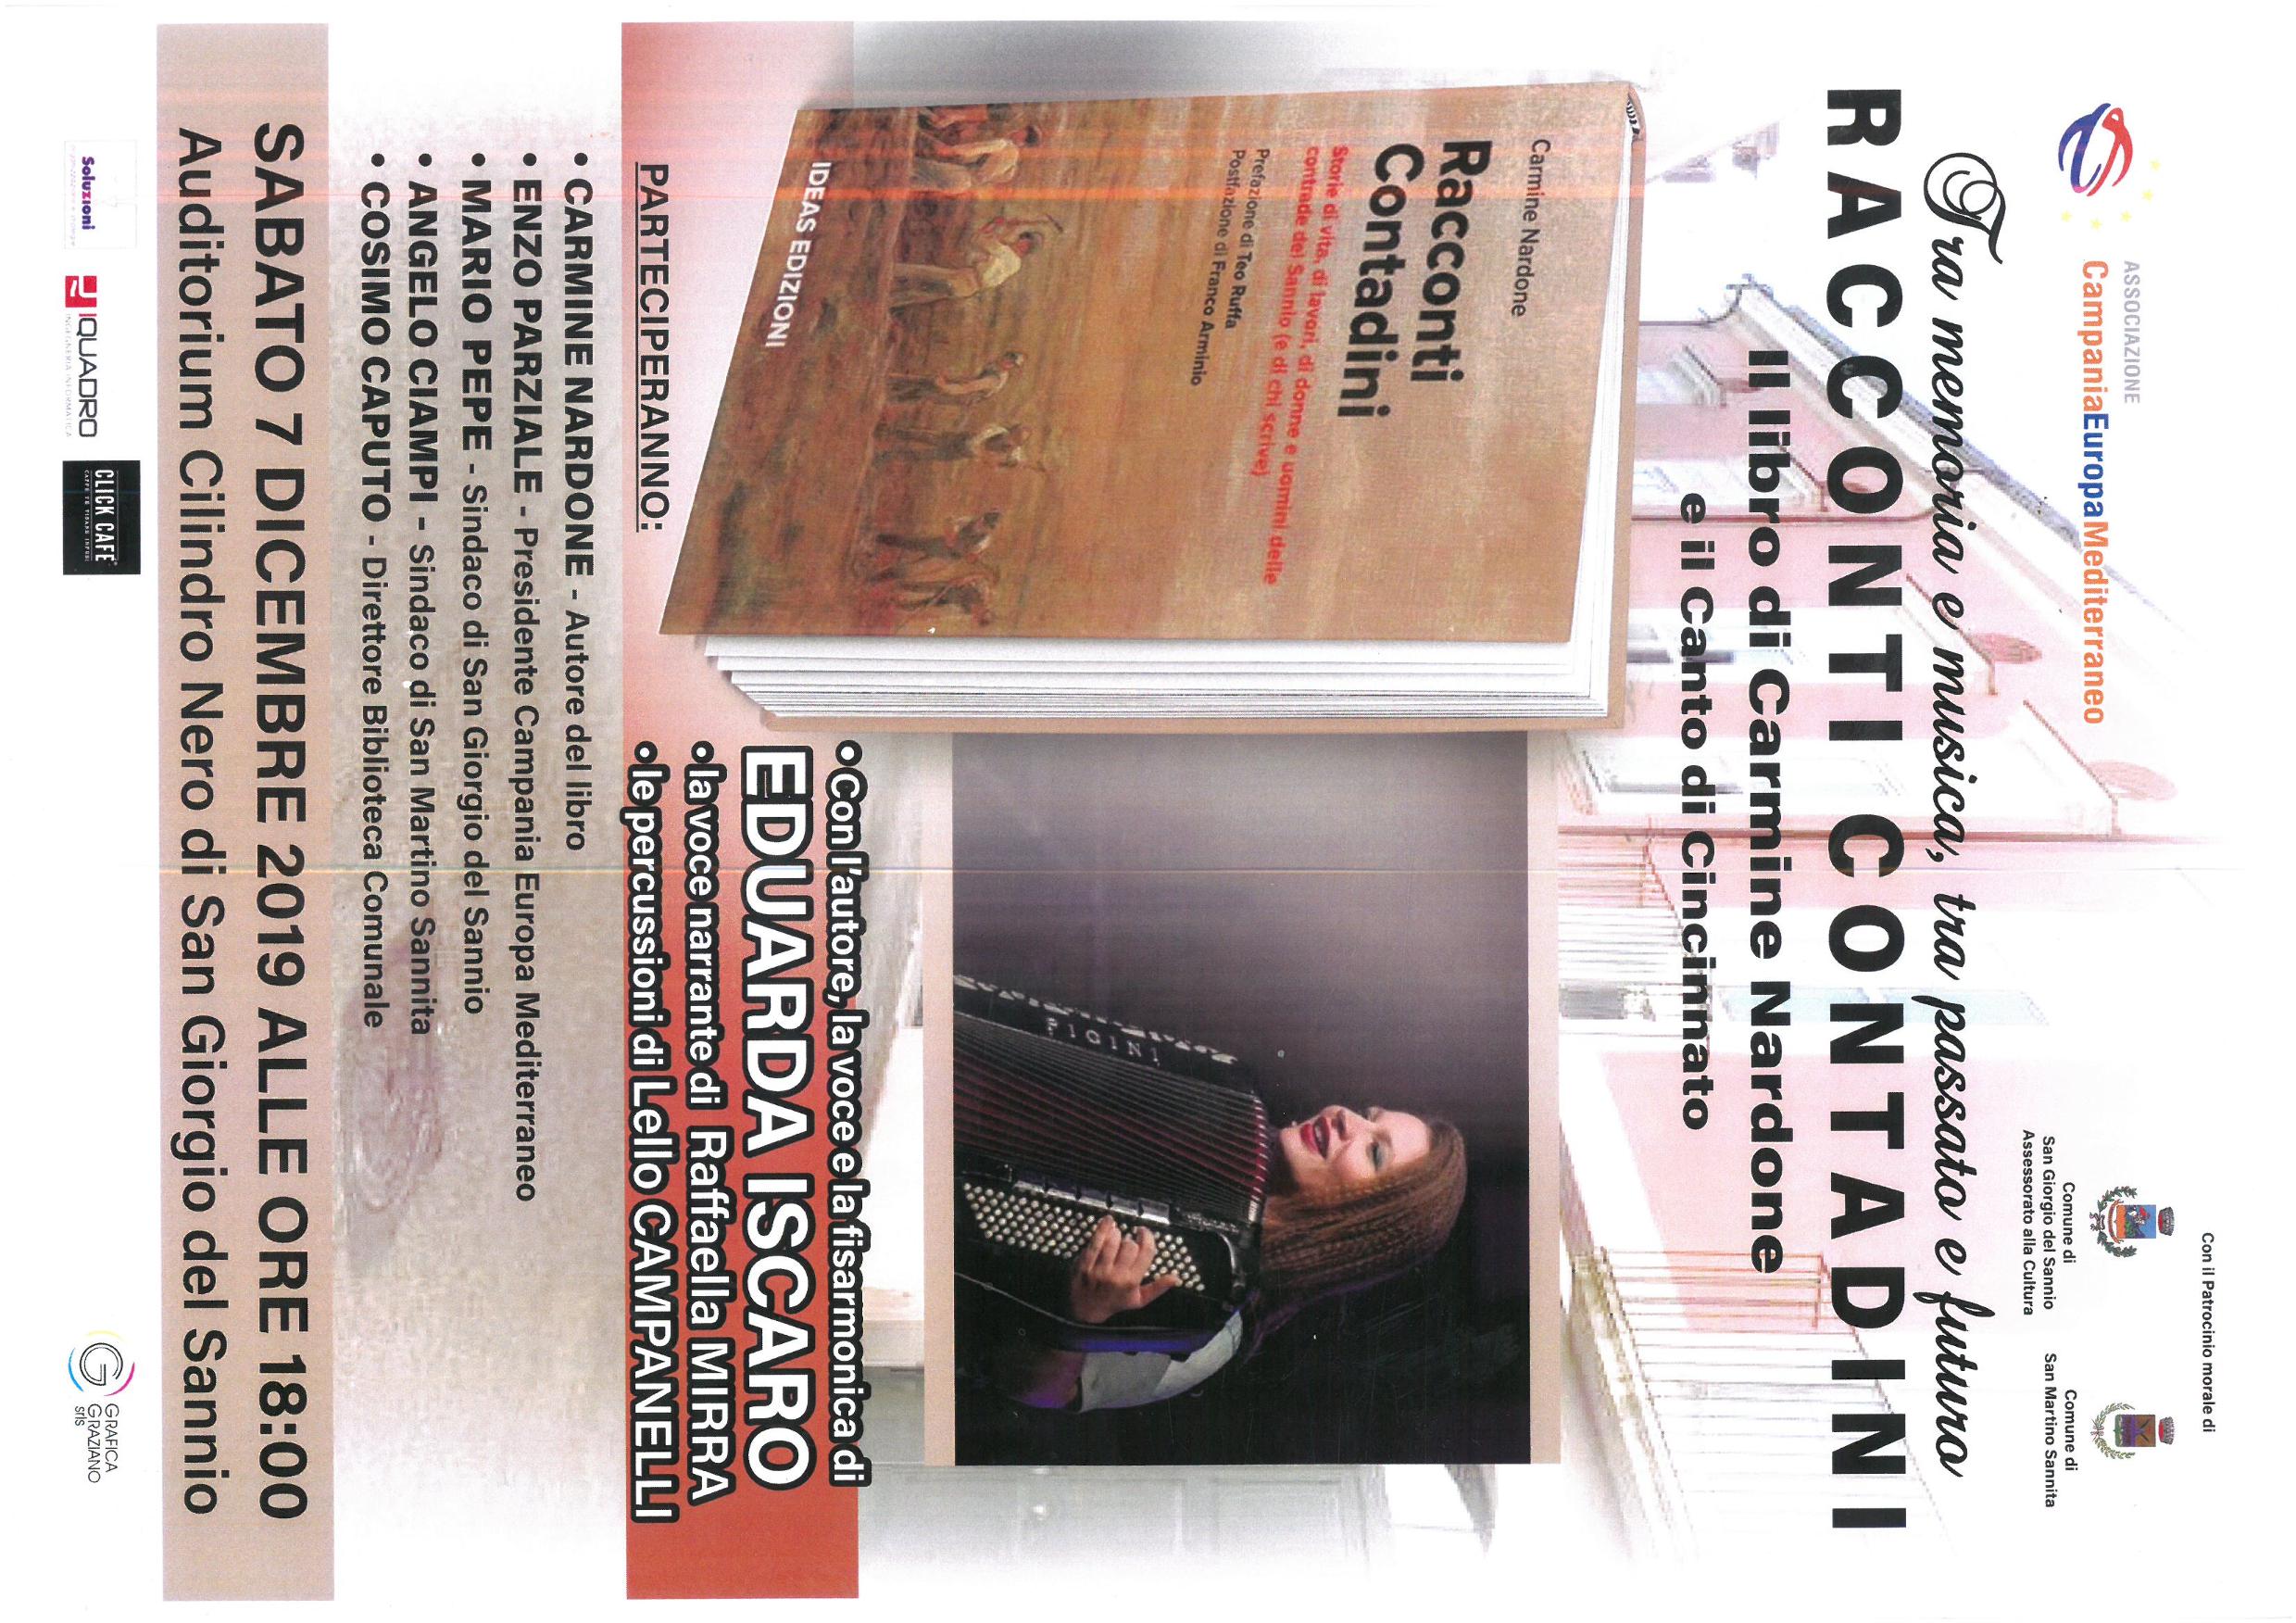 Con il Patrocinio morale di
ASSOCIAZIONE
CampaniaEuropaMediterraneo
Comune di
San Giorgio del Sannio
Assessorato alla Cultura
Comune di
San Martino Sannita
Tra memoria e musica, tra passato e futuro
RACCONTI CONTADINI
Il libro di Carmine Nardone
e il Canto di Cincinnato
Carmine Nardone
Racconti
Contadini
Storie di vita, di lavori, di donne e uomini delle
contrade del Sannio (e di chi scrive)
Prefazione di Teo Ruffa
Postfazione di Franco Arminio
IDEAS EDIZIONI
FIOINI
• Con l'autore, la voce e la fisarmonica di
EDUARDA ISCARO
• la voce narrante di Raffaella MIRRA
• le percussioni di Lello CAMPANELLI
PARTECIPERANNO:
• CARMINE NARDONE - Autore del libro
• ENZO PARZIALE - Presidente Campania Europa Mediterraneo
• MARIO PEPE - Sindaco di San Giorgio del Sannio
• ANGELO CIAMPI - Sindaco di San Martino Sannita
• COSIMO CAPUTO - Direttore Biblioteca Comunale
SABATO 7 DICEMBRE 2019 ALLE ORE 18:00
Auditorium Cilindro Nero di San Giorgio del Sannio
Soluzioni
IQUADRO
INGEGNERIA INFORMATICA
CLICK CAFÉ
CAFFÈ TÈ TISANE INFUSI
G
GRAFICA
GRAZIANO
srls